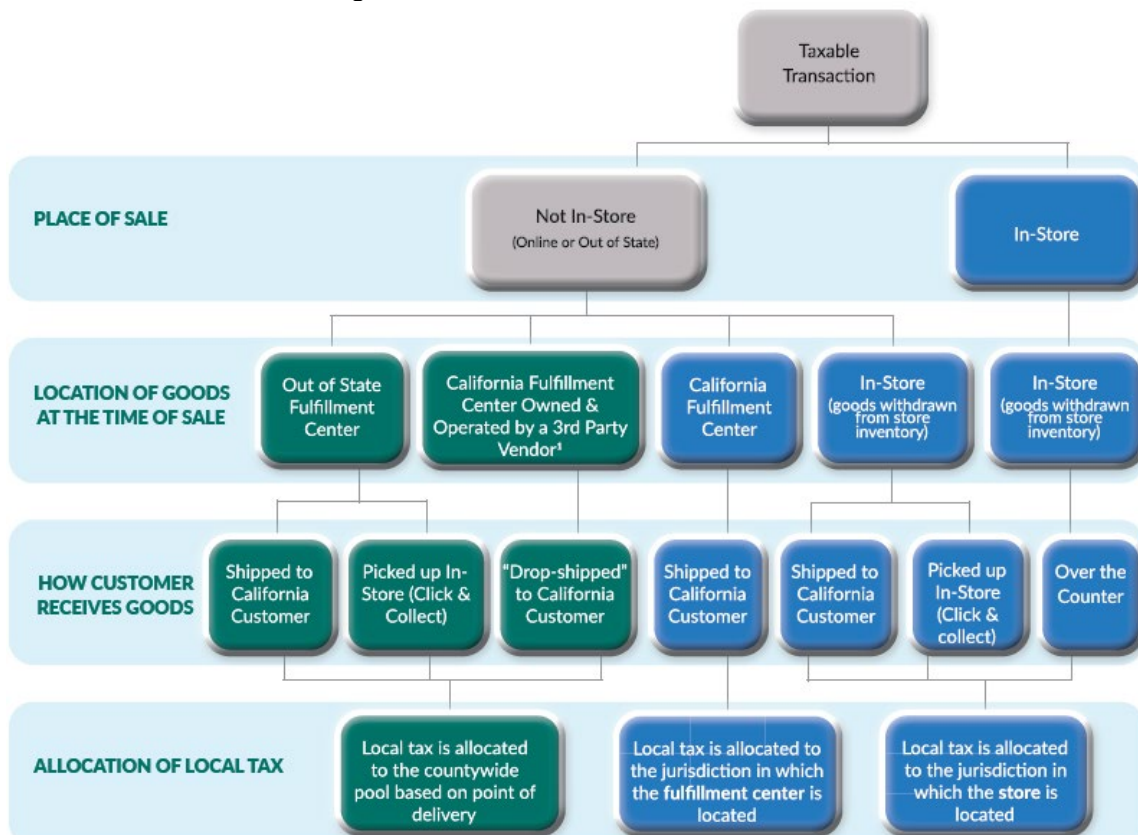 Taxable
Transaction
PLACE OF SALE
Not In-Store
(Online or Out of State)
In-Store
LOCATION OF GOODS
AT THE TIME OF SALE
Out of State
Fulfillment
Center
California Fulfillment
Center Owned &
Operated by a 3rd Party
Vendor¹
California
Fulfillment
Center
In-Store
(goods withdrawn
from store
inventory)
In-Store
(goods withdrawn
from store
inventory)
HOW CUSTOMER
RECEIVES GOODS
Shipped to
California
Customer
Picked up In-
Store (Click &
Collect)
"Drop-shipped"
to California
Customer
Shipped to
California
Customer
Shipped to
California
Customer
Picked up
In-Store
(Click &
collect)
Over the
Counter
ALLOCATION OF LOCAL TAX
Local tax is allocated
to the countywide
pool based on point of
delivery
Local tax is allocated to
the jurisdiction in which
the fulfillment center is
located
Local tax is allocated
to the jurisdiction in
which the store is
located